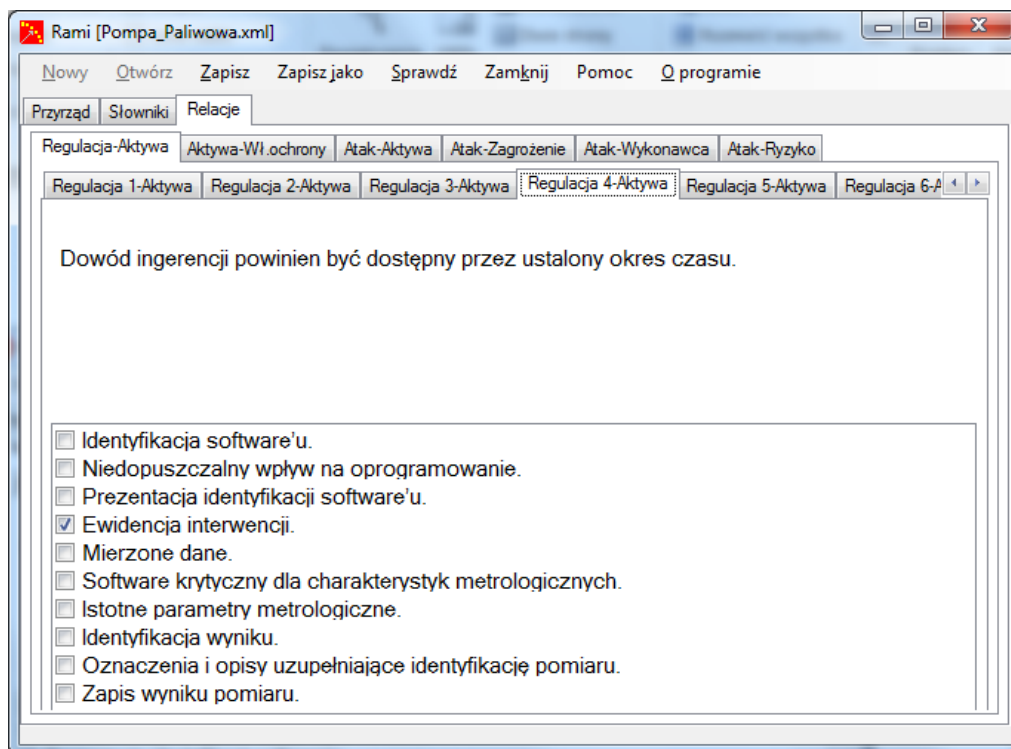 Rami [Pompa_Paliwowa.xml]
Nowy Otwórz Zapisz Zapisz jako Sprawdź Zamknij Pomoc O programie
Przyrząd Słowniki Relacje
Regulacja-Aktywa Aktywa-Wł.ochrony Atak-Aktywa Atak-Zagrożenie Atak-Wykonawca Atak-Ryzyko
Regulacja 1-Aktywa Regulacja 2-Aktywa Regulacja 3-Aktywa Regulacja 4-Aktywa Regulacja 5-Aktywa Regulacja 6-A
Dowód ingerencji powinien być dostępny przez ustalony okres czasu.
Identyfikacja software'u.
Niedopuszczalny wpływ na oprogramowanie.
Prezentacja identyfikacji software'u.
Ewidencja interwencji.
Mierzone dane.
Software krytyczny dla charakterystyk metrologicznych.
Istotne parametry metrologiczne.
Identyfikacja wyniku.
Oznaczenia i opisy uzupełniające identyfikację pomiaru.
Zapis wyniku pomiaru.